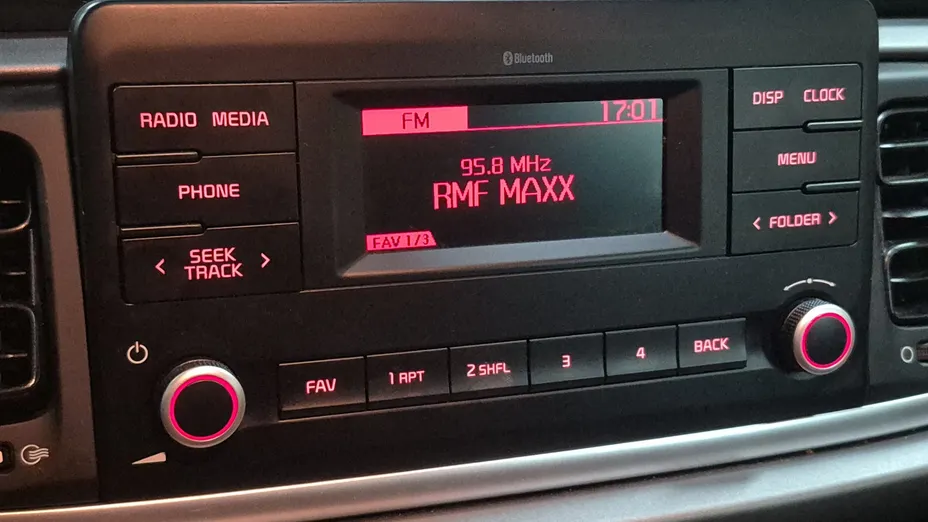 Bluetooth
RADIO MEDIA
PHONE
< SEEK >
TRACK
FM 17:01
95.8 MHz
RMF MAXX
FAV 1/3
DISP CLOCK
MENU
< FOLDER >
FAV
1 RPT
2 SHFL
3
4
BACK